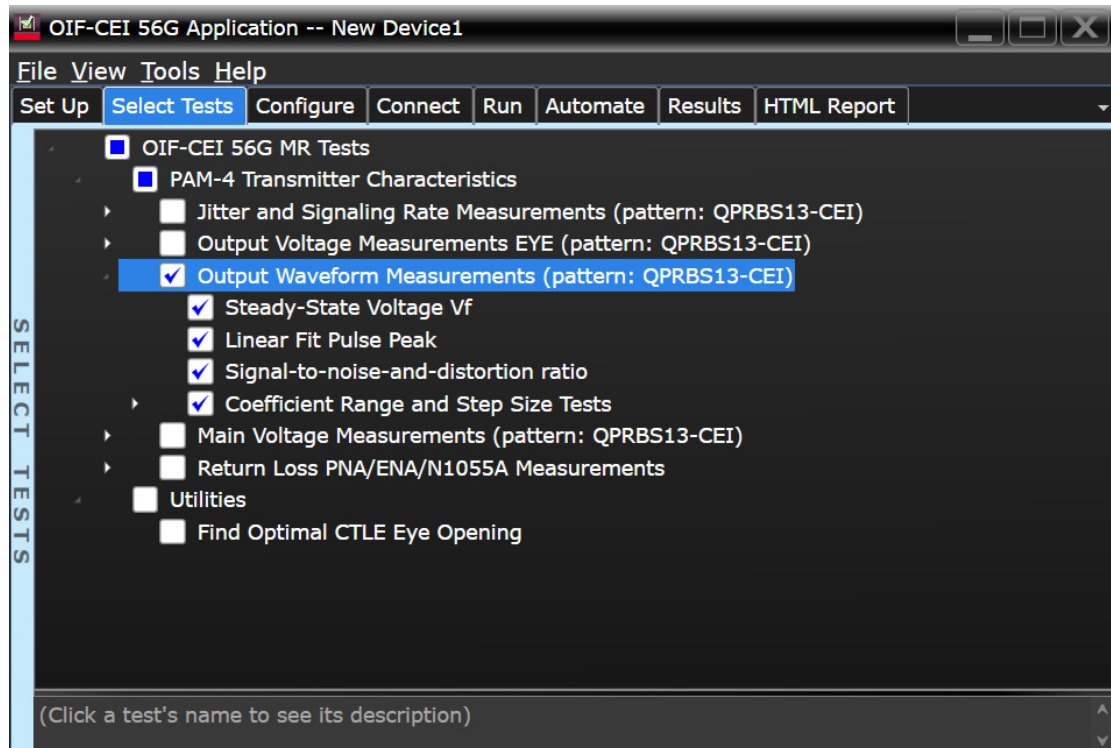 OIF-CEI 56G Application -- New Device1
File View Tools Help
Set Up Select Tests Configure Connect Run Automate Results HTML Report
SELECT TESTS
OIF-CEI 56G MR Tests
PAM-4 Transmitter Characteristics
Jitter and Signaling Rate Measurements (pattern: QPRBS13-CEI)
Output Voltage Measurements EYE (pattern: QPRBS13-CEI)
Output Waveform Measurements (pattern: QPRBS13-CEI)
Steady-State Voltage Vf
Linear Fit Pulse Peak
Signal-to-noise-and-distortion ratio
Coefficient Range and Step Size Tests
Main Voltage Measurements (pattern: QPRBS13-CEI)
Return Loss PNA/ENA/N1055A Measurements
Utilities
Find Optimal CTLE Eye Opening
(Click a test's name to see its description)